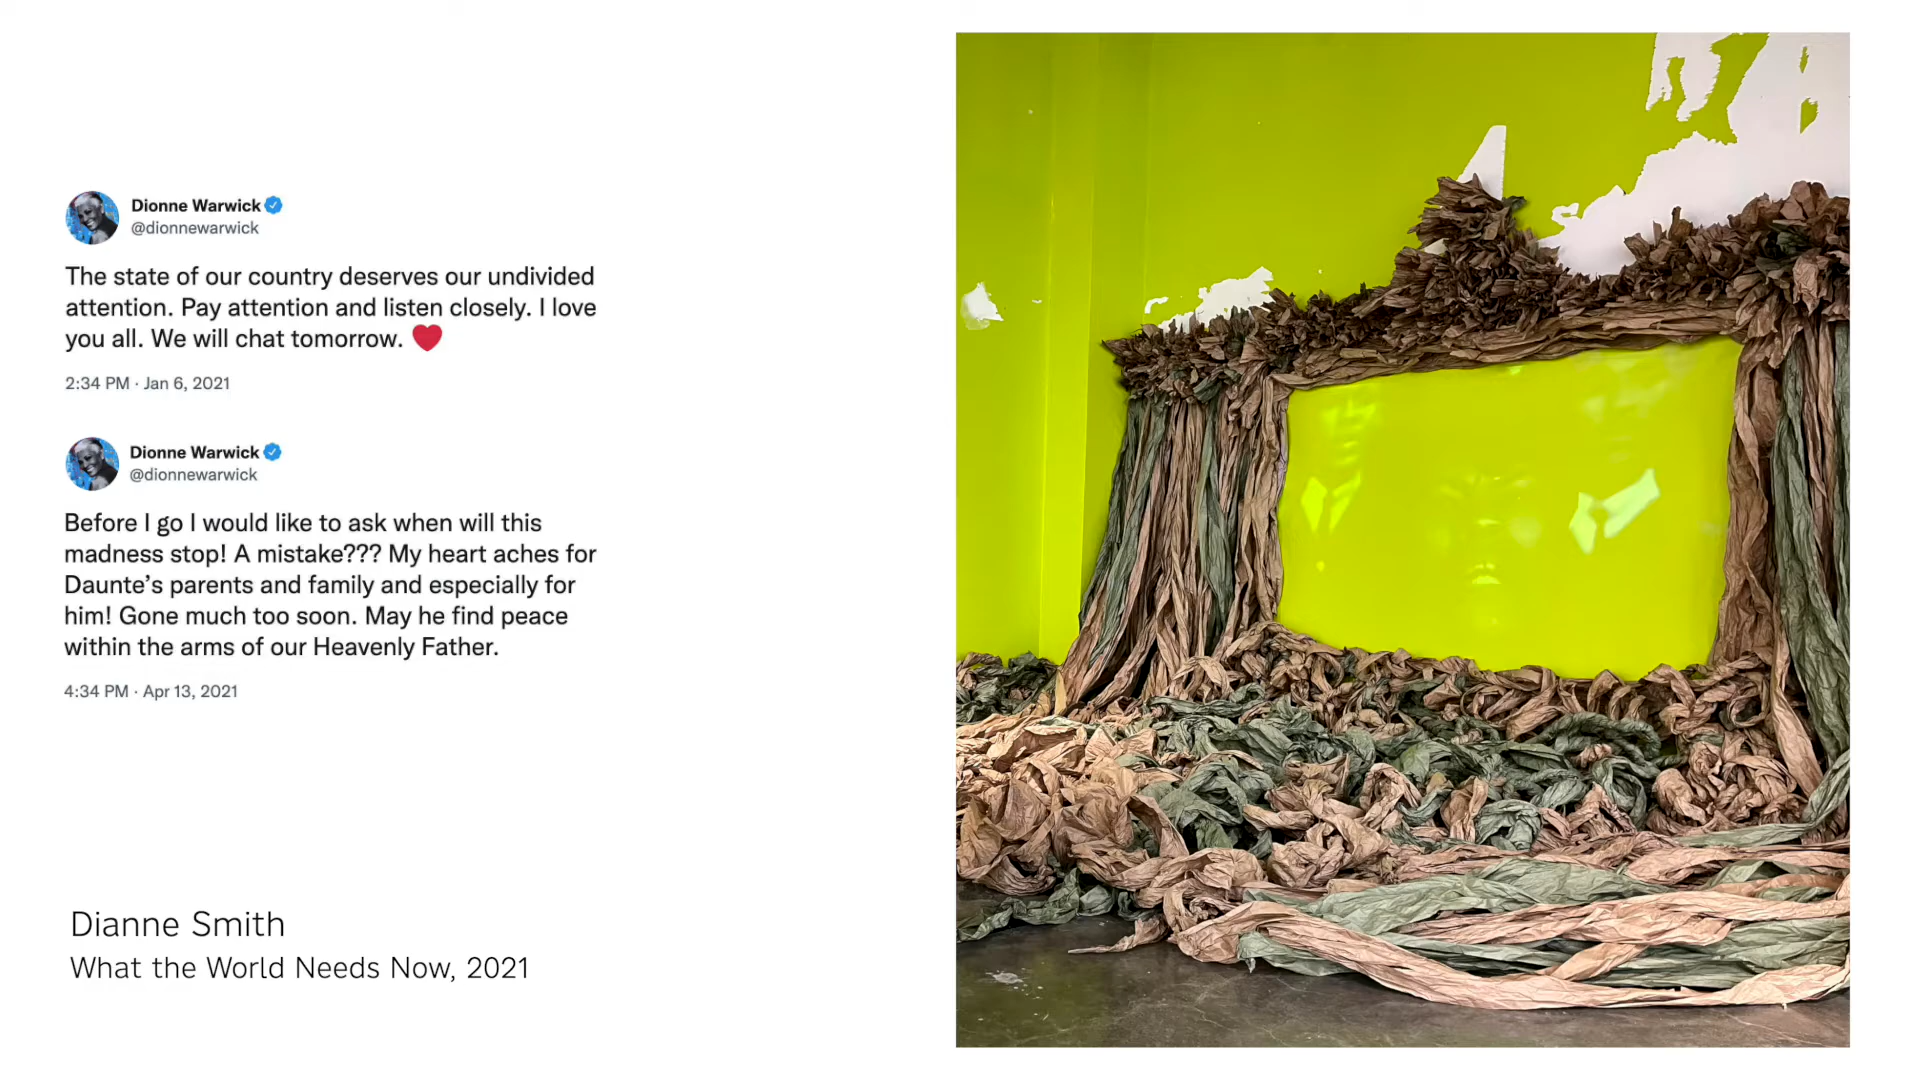 Dionne Warwick
@dionnewarwick
The state of our country deserves our undivided
attention. Pay attention and listen closely. I love
you all. We will chat tomorrow. ❤️
2:34 PM · Jan 6, 2021
Dionne Warwick
@dionnewarwick
Before I go I would like to ask when will this
madness stop! A mistake??? My heart aches for
Daunte’s parents and family and especially for
him! Gone much too soon. May he find peace
within the arms of our Heavenly Father.
4:34 PM · Apr 13, 2021
Dianne Smith
What the World Needs Now, 2021